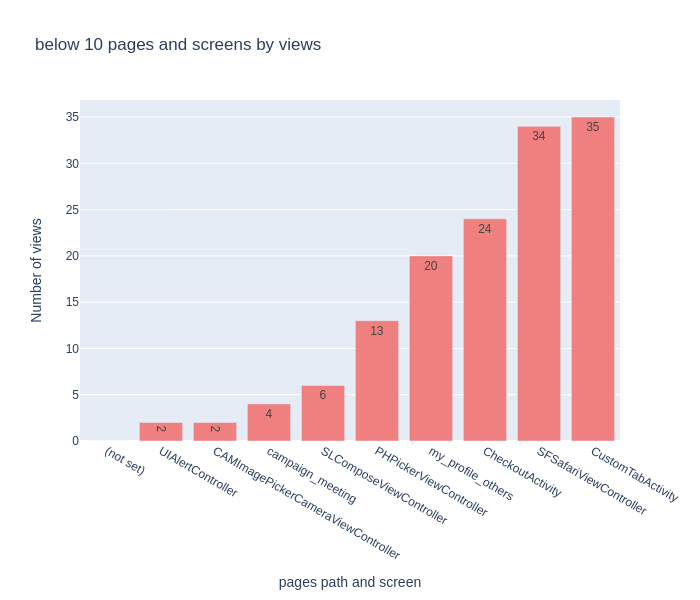 below 10 pages and screens by views
Number of views
35
30
25
20
15
10
5
0
2
2
4
6
13
20
24
34
35
(not set)
UIAlertController
CAMImagePickerCameraViewController
campaign_meeting
SLComposeViewController
PHPickerViewController
my_profile_others
CheckoutActivity
SFSafariViewController
CustomTabActivity
pages path and screen